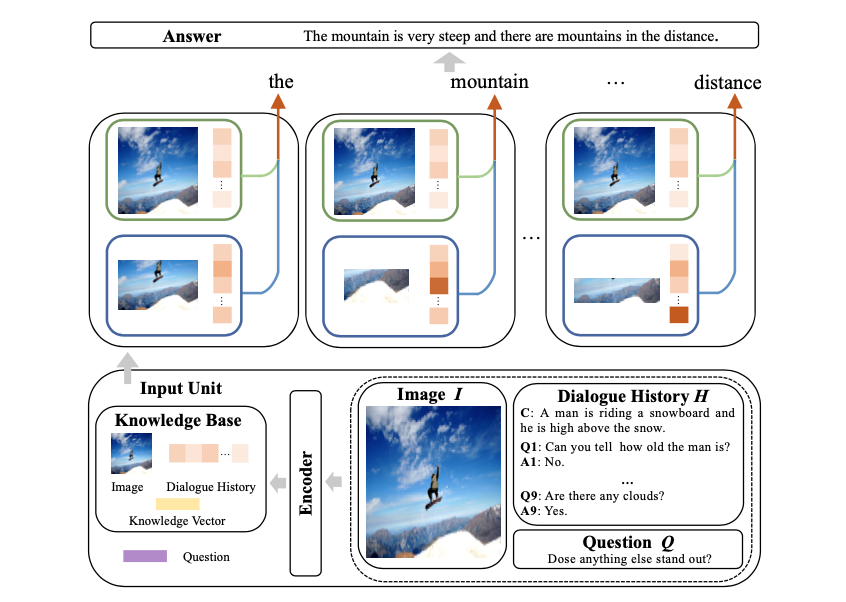 Answer The mountain is very steep and there are mountains in the distance.
the mountain ... distance
...
Input Unit
Knowledge Base
...
Image Dialogue History
Knowledge Vector
Question
Encoder
Image I
Dialogue History H
C: A man is riding a snowboard and
he is high above the snow.
Q1: Can you tell how old the man is?
A1: No.
...
Q9: Are there any clouds?
A9: Yes.
Question Q
Dose anything else stand out?